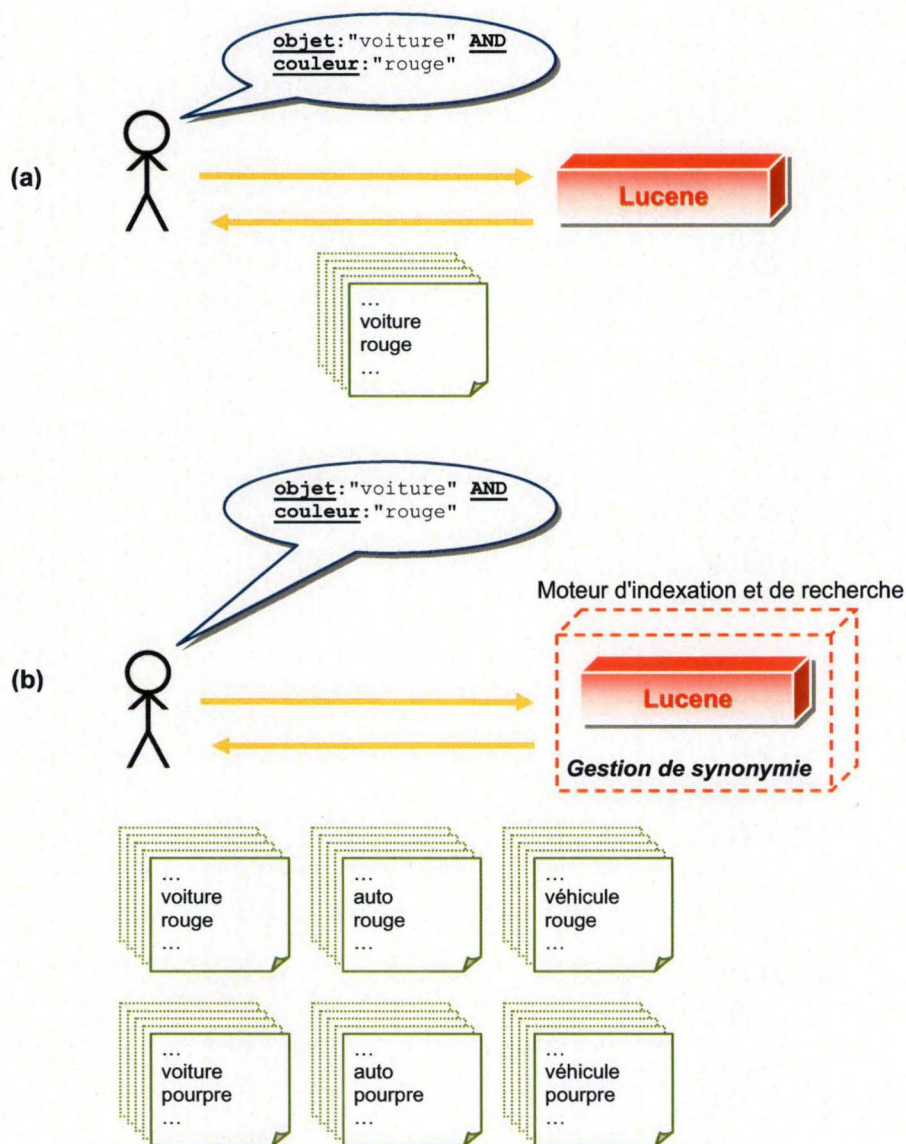 objet:"voiture" AND
couleur:"rouge"
(a)
Lucene
...
voiture
rouge
...
objet:"voiture" AND
couleur:"rouge"
Moteur d'indexation et de recherche
(b)
Lucene
Gestion de synonymie
...
voiture
rouge
...
...
auto
rouge
...
...
véhicule
rouge
...
...
voiture
pourpre
...
...
auto
pourpre
...
...
véhicule
pourpre
...